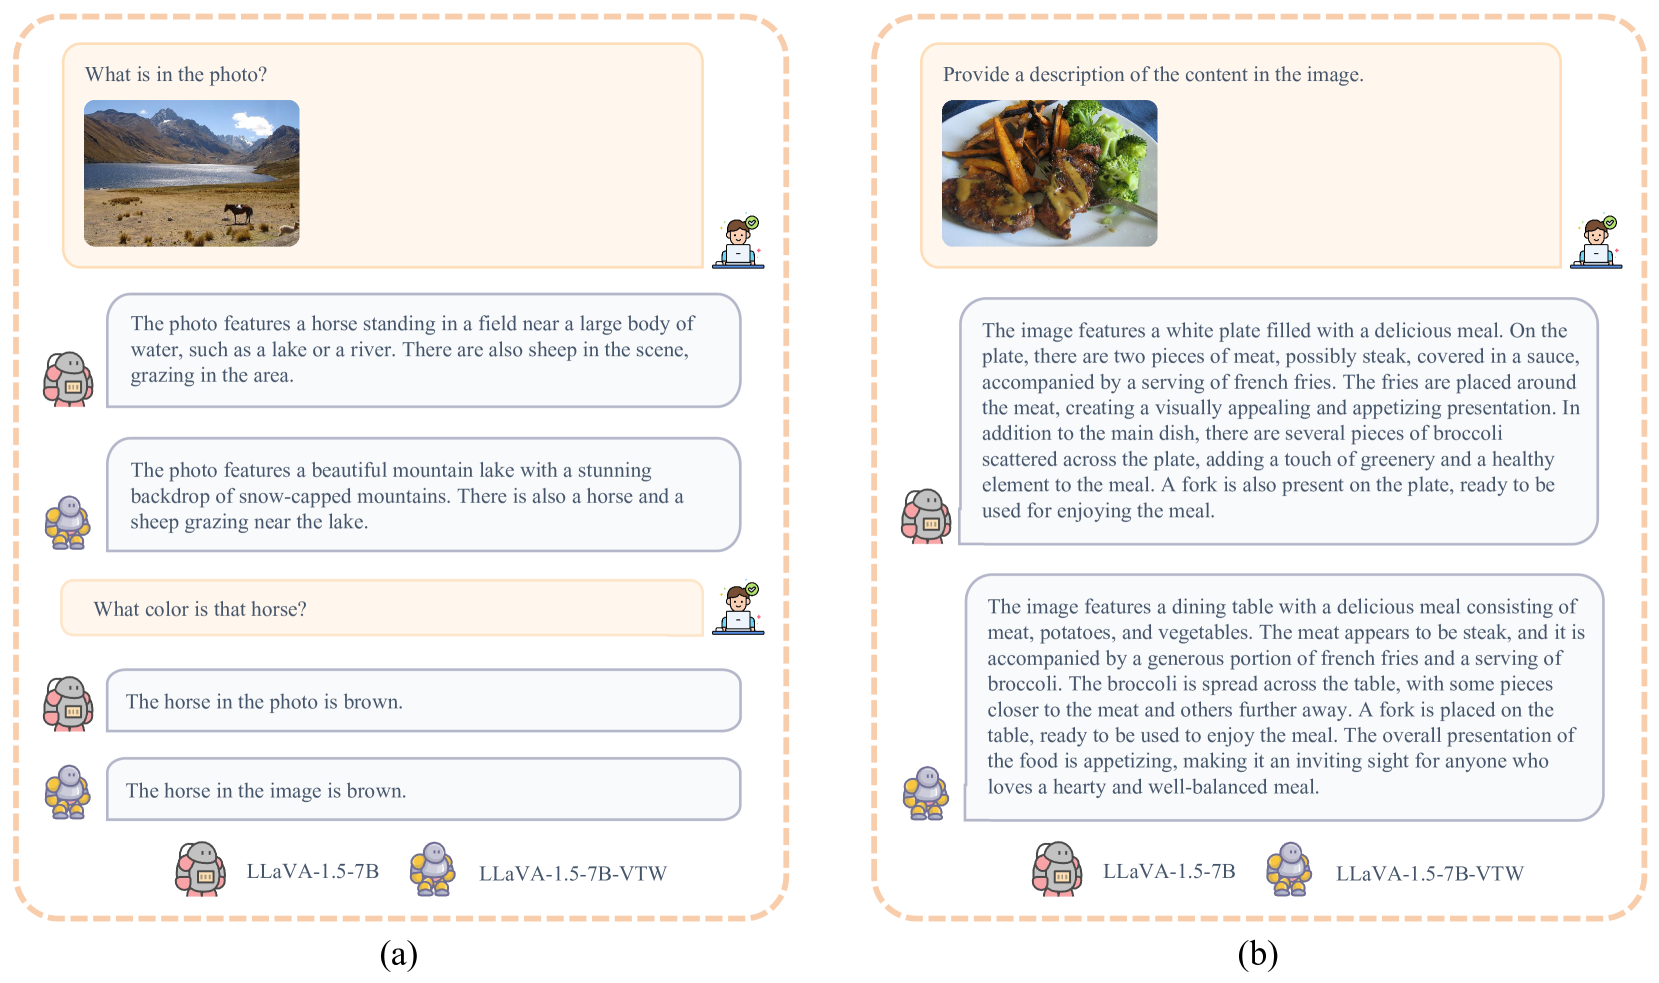 What is in the photo?
The photo features a horse standing in a field near a large body of
water, such as a lake or a river. There are also sheep in the scene,
grazing in the area.
The photo features a beautiful mountain lake with a stunning
backdrop of snow-capped mountains. There is also a horse and a
sheep grazing near the lake.
What color is that horse?
The horse in the photo is brown.
The horse in the image is brown.
LLaVA-1.5-7B
LLaVA-1.5-7B-VTW
(a)
Provide a description of the content in the image.
The image features a white plate filled with a delicious meal. On the
plate, there are two pieces of meat, possibly steak, covered in a sauce,
accompanied by a serving of french fries. The fries are placed around
the meat, creating a visually appealing and appetizing presentation. In
addition to the main dish, there are several pieces of broccoli
scattered across the plate, adding a touch of greenery and a healthy
element to the meal. A fork is also present on the plate, ready to be
used for enjoying the meal.
The image features a dining table with a delicious meal consisting of
meat, potatoes, and vegetables. The meat appears to be steak, and it is
accompanied by a generous portion of french fries and a serving of
broccoli. The broccoli is spread across the table, with some pieces
closer to the meat and others further away. A fork is placed on the
table, ready to be used to enjoy the meal. The overall presentation of
the food is appetizing, making it an inviting sight for anyone who
loves a hearty and well-balanced meal.
LLaVA-1.5-7B
LLaVA-1.5-7B-VTW
(b)